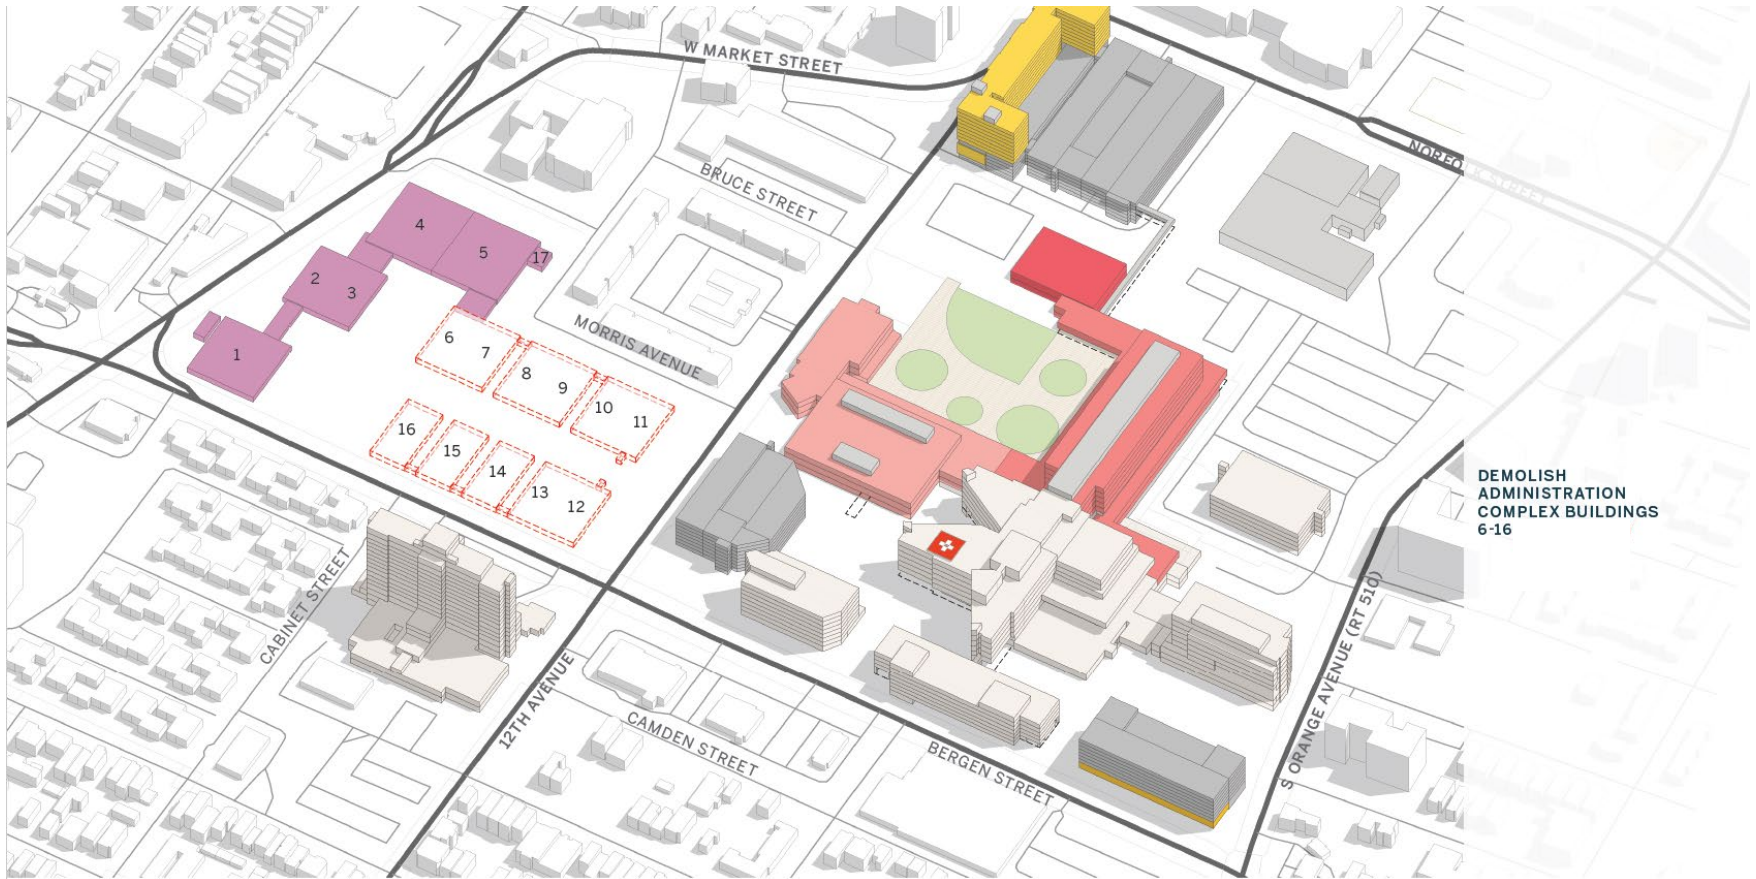 W MARKET STREET
NORFOLK STREET
BRUCE STREET
4
5
17
2
3
1
6
7
MORRIS AVENUE
8
9
10
11
16
15
14
13
12
DEMOLISH
ADMINISTRATION
COMPLEX BUILDINGS
6-16
CABINET STREET
12TH AVENUE
CAMDEN STREET
BERGEN STREET
S ORANGE AVENUE (RT 510)